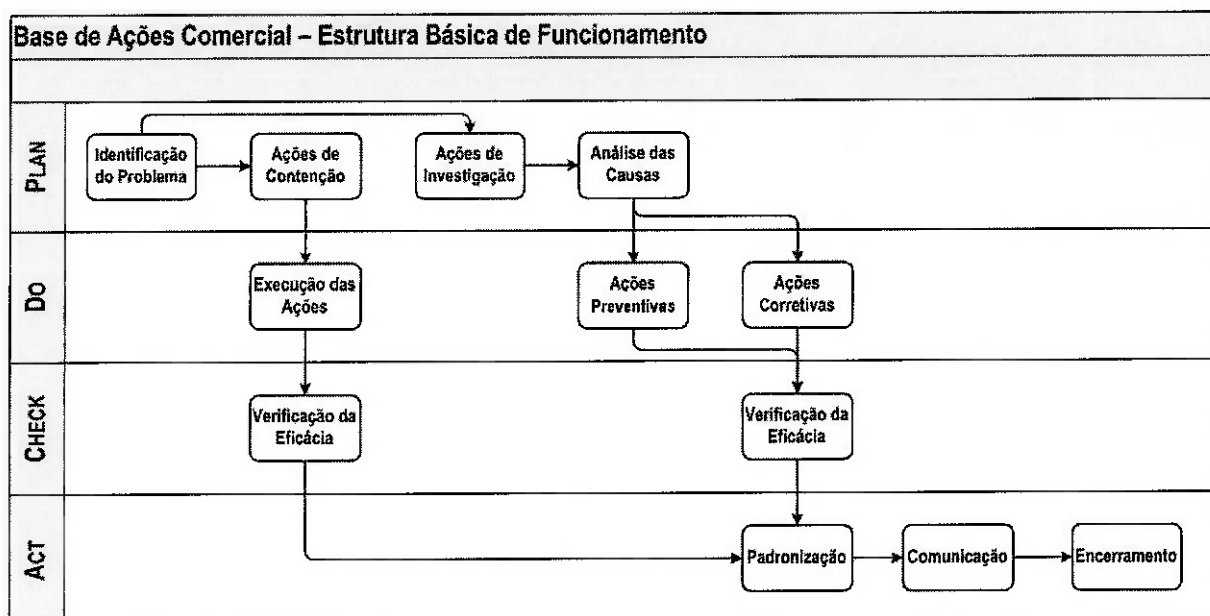 Base de Ações Comercial – Estrutura Básica de Funcionamento
PLAN
Identificação
do Problema
Ações de
Contenção
Ações de
Investigação
Análise das
Causas
DO
Execução das
Ações
Ações
Preventivas
Ações
Corretivas
CHECK
Verificação da
Eficácia
Verificação da
Eficácia
ACT
Padronização
Comunicação
Encerramento